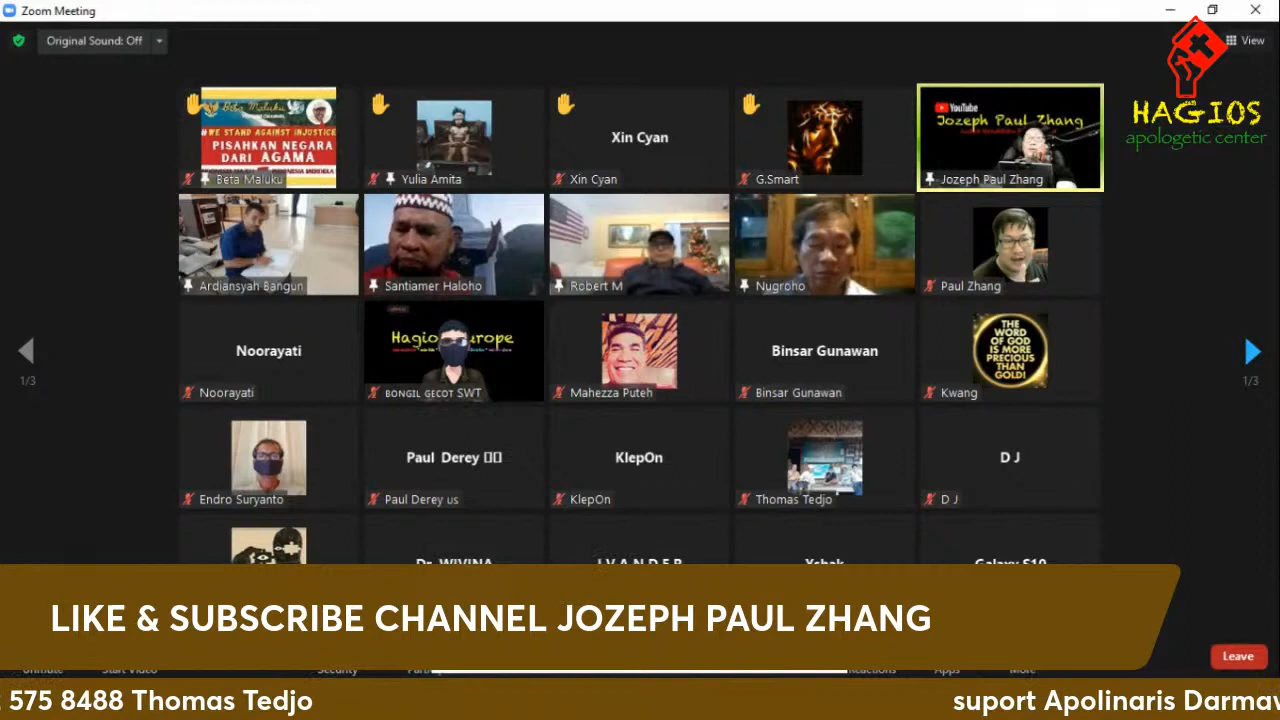 Zoom Meeting
Original Sound: Off
View
HAGIOS
apologetic center
Beta Maluku
#WE STAND AGAINST INJUSTICE
PISAHKAN NEGARA
DARI AGAMA
Beta Maluku
Yulia Amita
Xin Cyan
Xin Cyan
G.Smart
YouTube
Jozeph Paul Zhang
Jozeph Paul Zhang
Ardiansyah Bangun
Santiamer Haloho
Robert M
Nugroho
Paul Zhang
Noorayati
Noorayati
BONGIL GECOT SWT
Mahezza Puteh
Binsar Gunawan
Binsar Gunawan
THE
WORD
OF GOD
IS MORE
PRECIOUS
THAN
GOLD!
Kwang
1/3
1/3
Endro Suryanto
Paul Derey
Paul Derey us
KlepOn
KlepOn
Thomas Tedjo
D J
D J
LIKE & SUBSCRIBE CHANNEL JOZEPH PAUL ZHANG
Leave
575 8488 Thomas Tedjo
suport Apolinaris